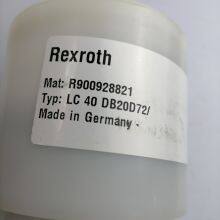 Rexroth
Mat: R900928821
Typ: LC 40 DB20D72/
Made in Germany -